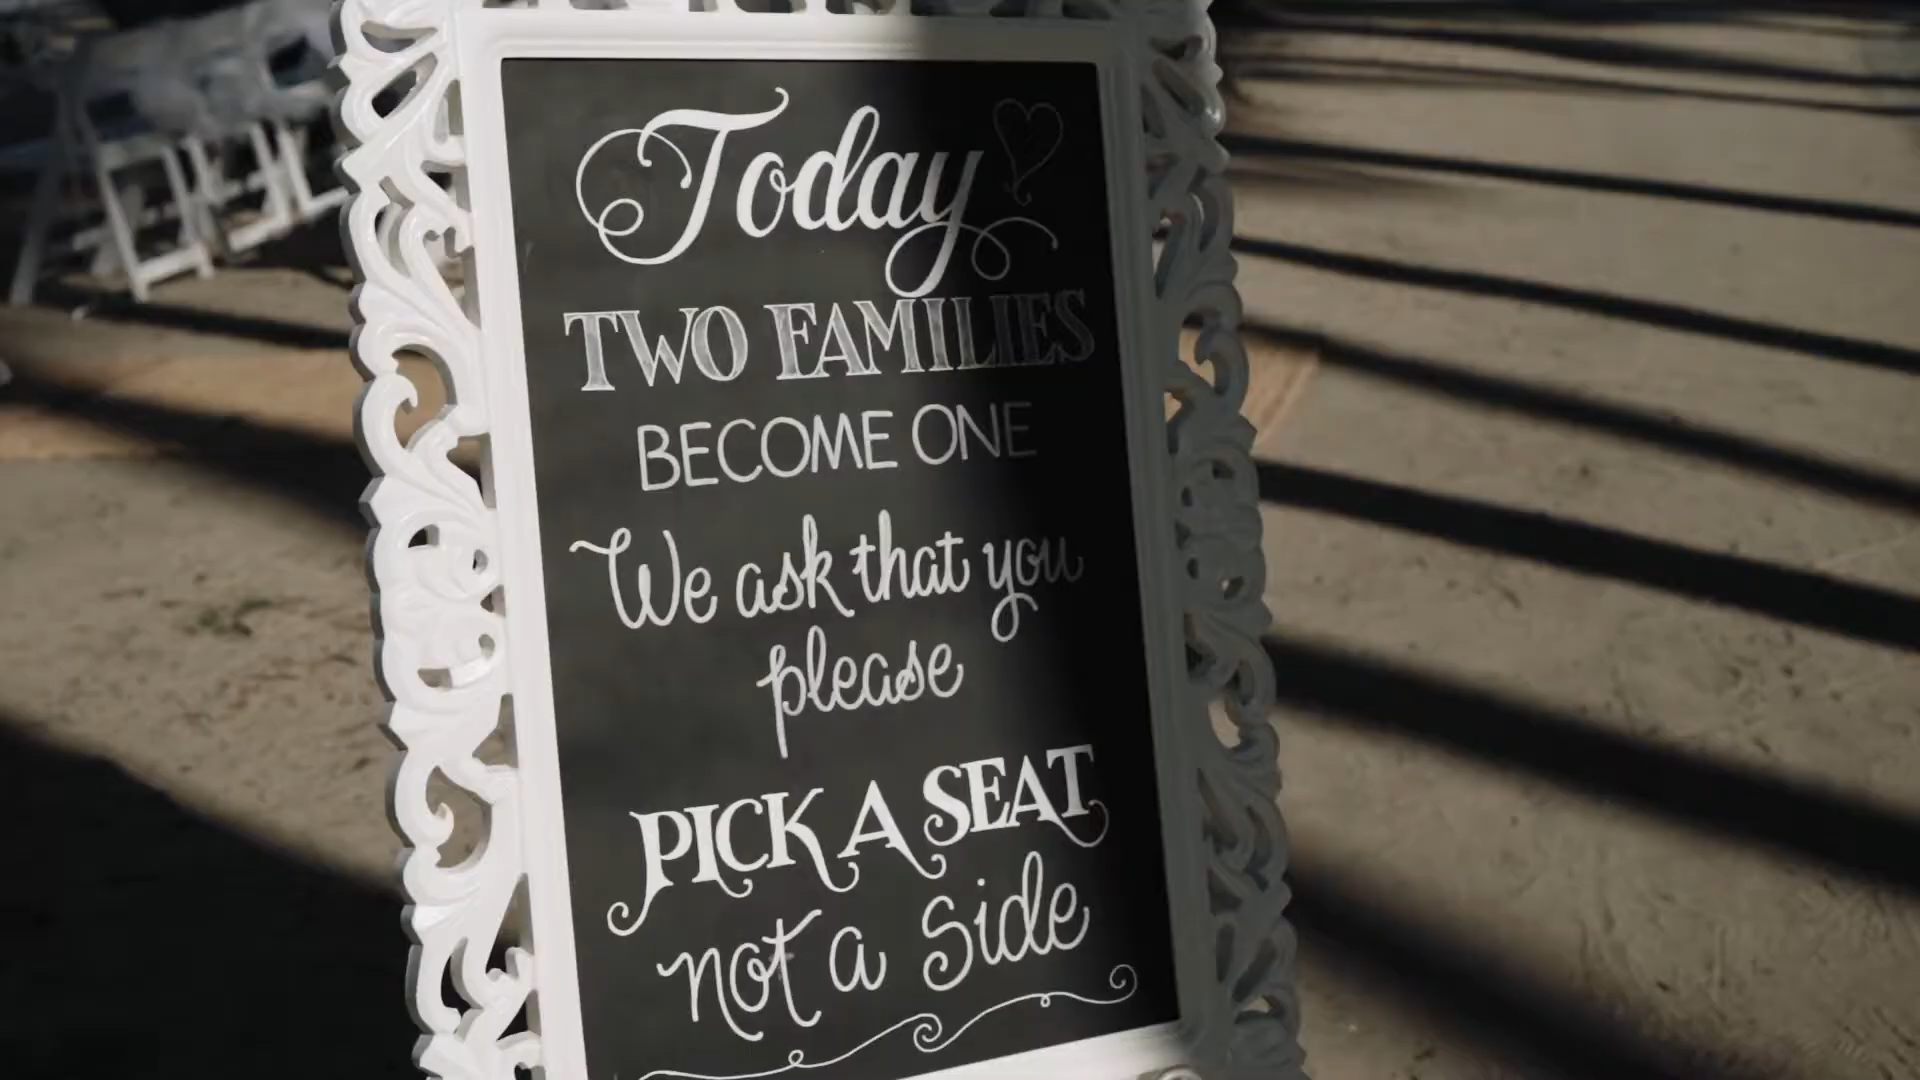 Today
TWO FAMILIES
BECOME ONE
We ask that you
please
PICK A SEAT
not a side